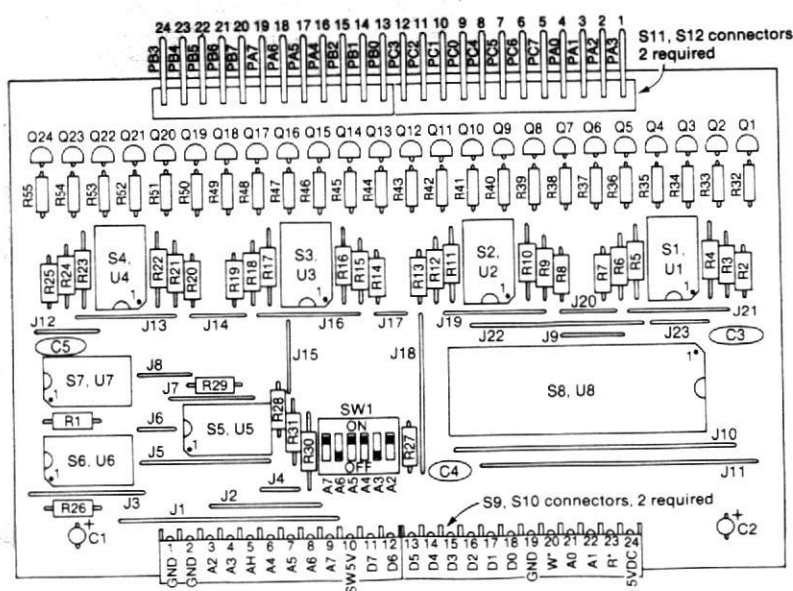 24 23 22 21 20 19 18 17 16 15 14 13 12 11 10 9 8 7 6 5 4 3 2 1
PB3 PB4 PB5 PB6 PB7 PA7 PA6 PA5 PA4 PB2 PB1 PB0 PC3 PC2 PC1 PC0 PC4 PC5 PC6 PC7 PA0 PA1 PA2 PA3
S11, S12 connectors
2 required
Q24 Q23 Q22 Q21 Q20 Q19 Q18 Q17 Q16 Q15 Q14 Q13 Q12 Q11 Q10 Q9 Q8 Q7 Q6 Q5 Q4 Q3 Q2 Q1
R55 R54 R53 R52 R51 R50 R49 R48 R47 R46 R45 R44 R43 R42 R41 R40 R39 R38 R37 R36 R35 R34 R33 R32
R25 R24 R23 S4, U4 1 R22 R21 R20 R19 R18 R17 S3, U3 1 R16 R15 R14 R13 R12 R11 S2, U2 1 R10 R9 R8 R7 R6 R5 S1, U1 1 R4 R3 R2
J12 J13 J14 J16 J17 J19 J20 J21
J22 J9 J23 C3
C5 J15 J18
S7, U7 1 J8 J7 R29 S8, U8 1
R1 J6 S5, U5 1 R28 R31 R30 SW1 R27
ON
OFF
A7 A6 A5 A4 A3 A2
S6, U6 1 J5 J4 C4 J10
J11
J3 J2
R26 J1
S9, S10 connectors, 2 required
+ C1 + C2
1 2 3 4 5 6 7 8 9 10 11 12 13 14 15 16 17 18 19 20 21 22 23 24
GND GND A2 A3 AH A4 A5 A6 A7 SW5V D7 D6 D5 D4 D3 D2 D1 D0 GND W* A0 A1 R* 5VDC